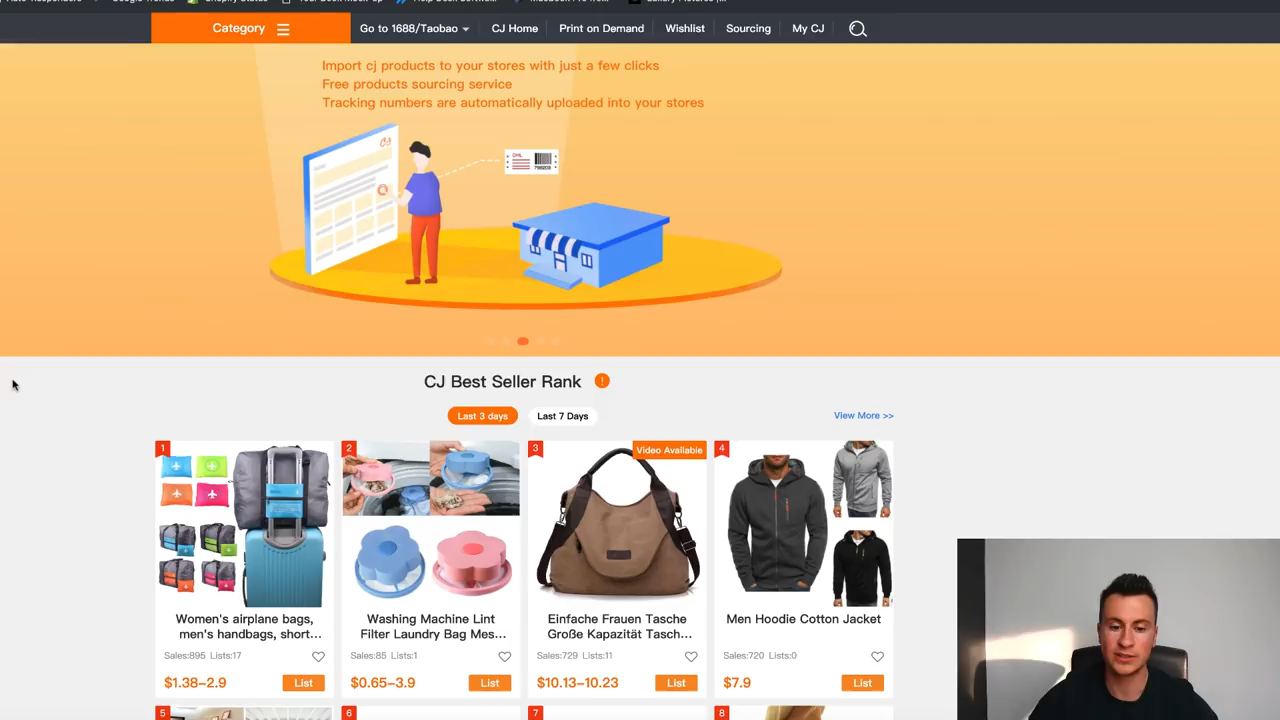 Category
Go to 1688/Taobao
CJ Home
Print on Demand
Wishlist
Sourcing
My CJ
Import cj products to your stores with just a few clicks
Free products sourcing service
Tracking numbers are automatically uploaded into your stores
CJ Best Seller Rank
Last 3 days
Last 7 Days
View More >>
1
2
3
Video Available
4
Women's airplane bags,
men's handbags, short...
Sales:895 Lists:17
$1.38-2.9
List
Washing Machine Lint
Filter Laundry Bag Mes...
Sales:85 Lists:1
$0.65-3.9
List
Einfache Frauen Tasche
Große Kapazität Tasch...
Sales:729 Lists:11
$10.13-10.23
List
Men Hoodie Cotton Jacket
Sales:720 Lists:0
$7.9
List
5
6
7
8